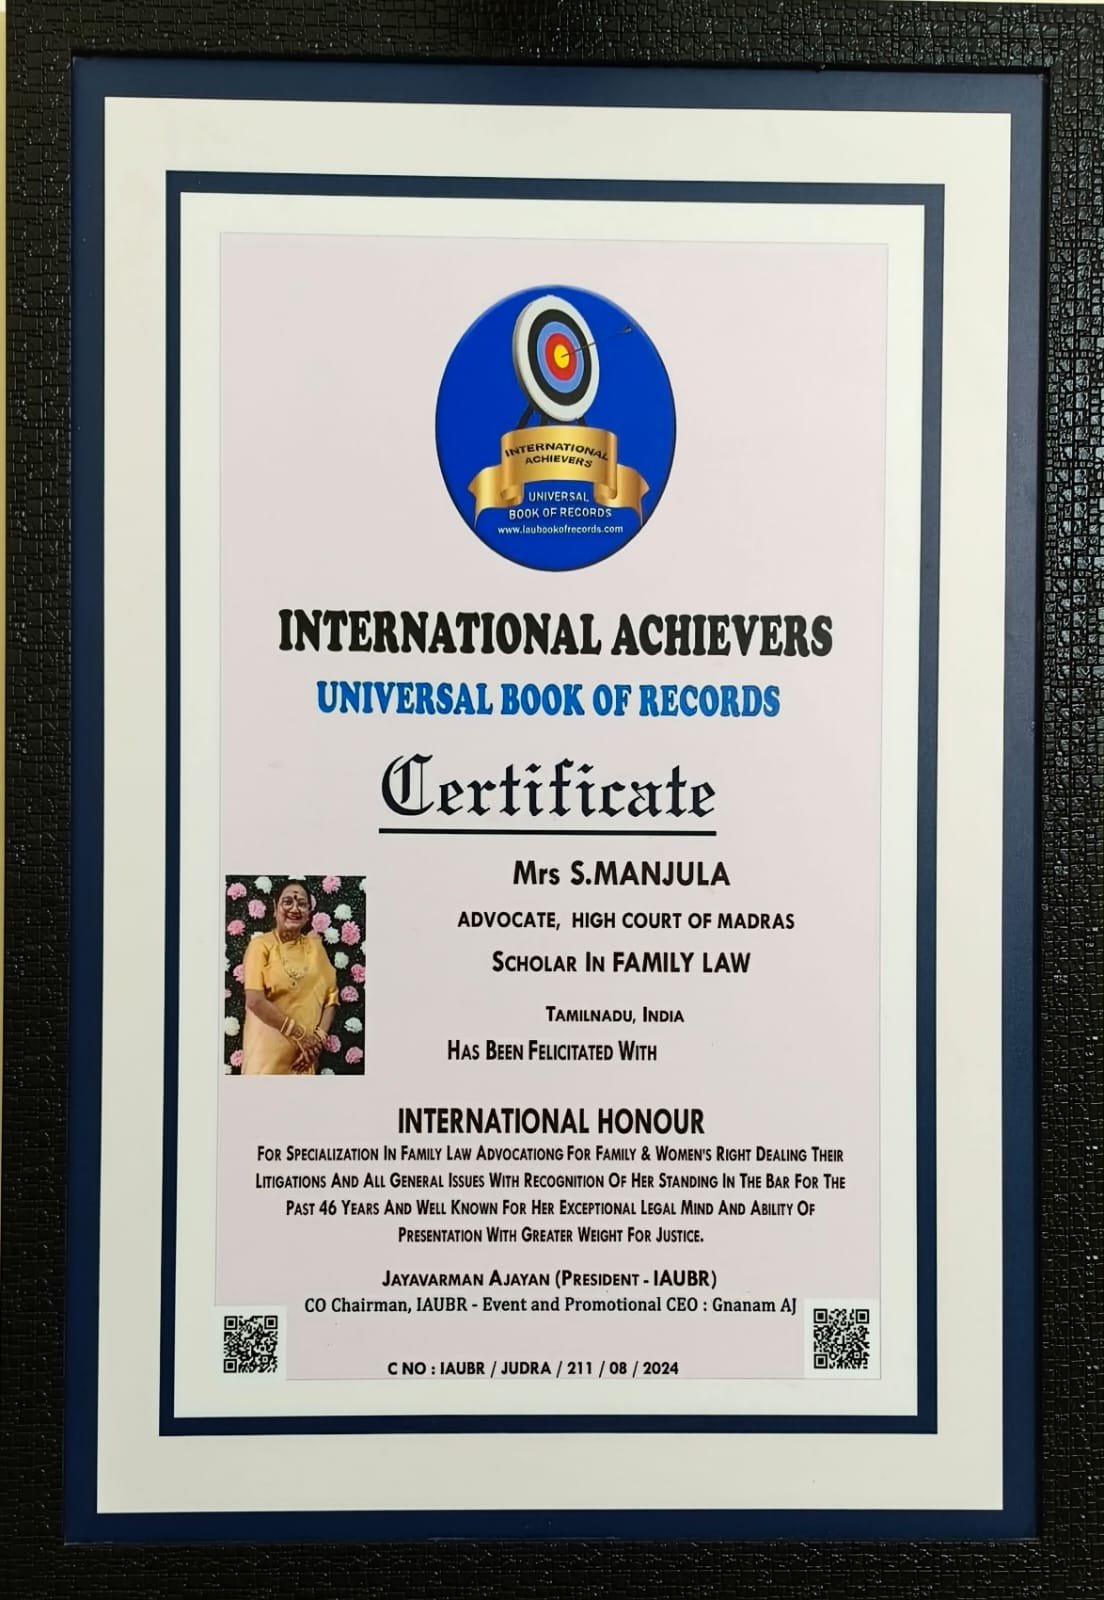 INTERNATIONAL
ACHIEVERS
UNIVERSAL
BOOK OF RECORDS
www.iaubookofrecords.com
INTERNATIONAL ACHIEVERS
UNIVERSAL BOOK OF RECORDS
Certificate
Mrs S.MANJULA
ADVOCATE, HIGH COURT OF MADRAS
SCHOLAR IN FAMILY LAW
TAMILNADU, INDIA
HAS BEEN FELICITATED WITH
INTERNATIONAL HONOUR
FOR SPECIALIZATION IN FAMILY LAW ADVOCATIONG FOR FAMILY & WOMEN'S RIGHT DEALING THEIR
LITIGATIONS AND ALL GENERAL ISSUES WITH RECOGNITION OF HER STANDING IN THE BAR FOR THE
PAST 46 YEARS AND WELL KNOWN FOR HER EXCEPTIONAL LEGAL MIND AND ABILITY OF
PRESENTATION WITH GREATER WEIGHT FOR JUSTICE.
JAYAVARMAN AJAYAN (PRESIDENT - IAUBR)
CO Chairman, IAUBR - Event and Promotional CEO : Gnanam AJ
C NO : IAUBR / JUDRA / 211 / 08 / 2024